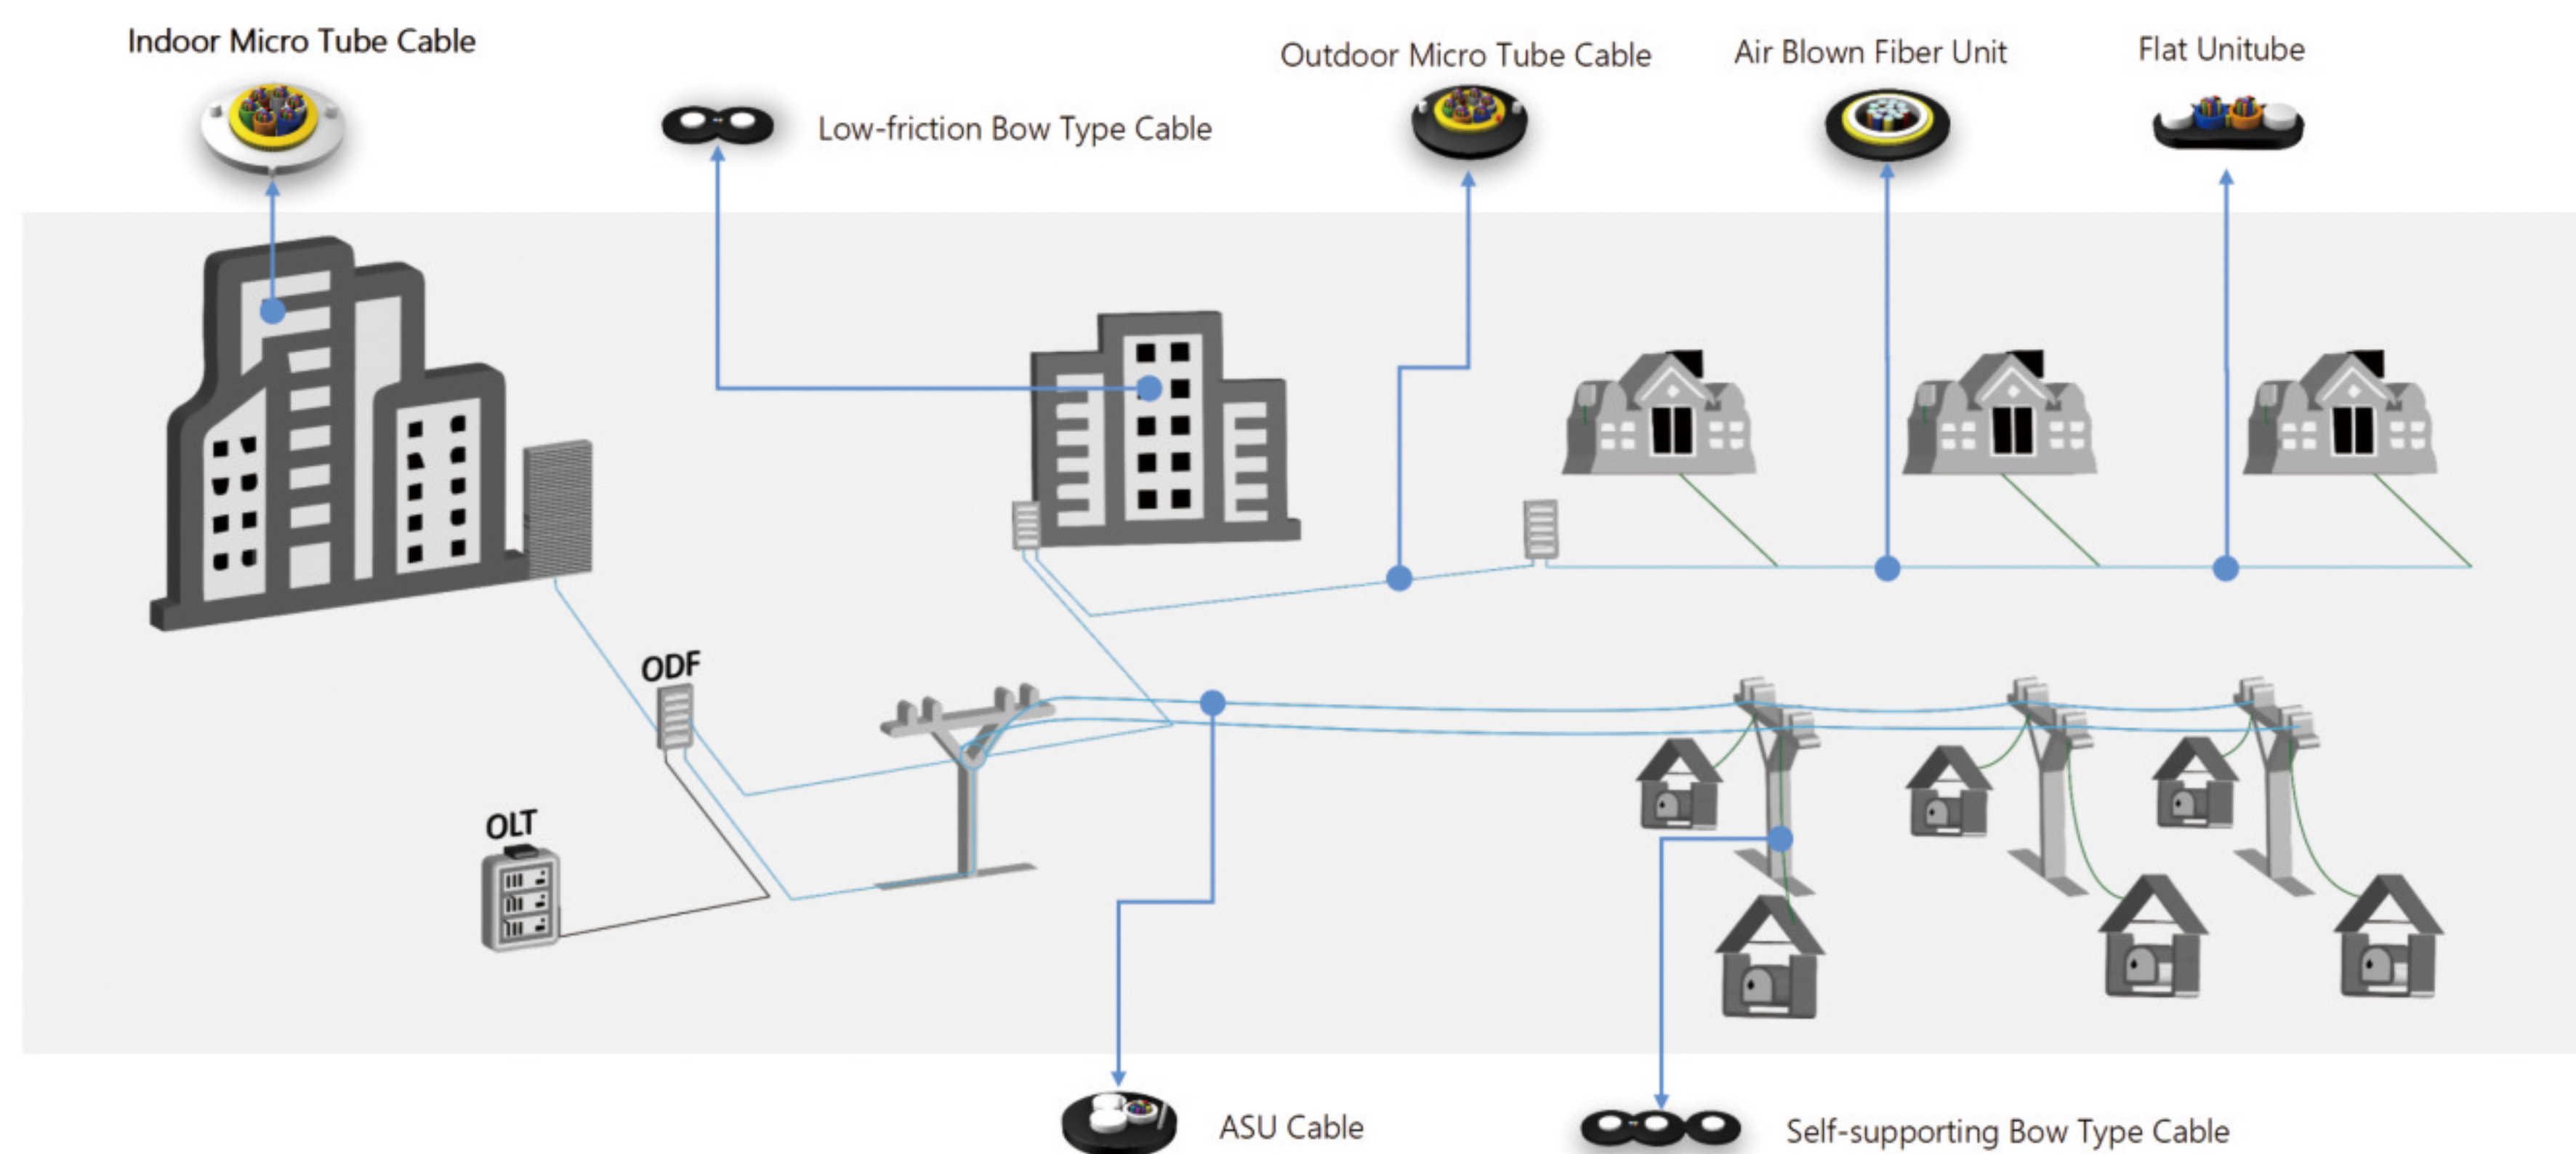 Indoor Micro Tube Cable
Low-friction Bow Type Cable
Outdoor Micro Tube Cable
Air Blown Fiber Unit
Flat Unitube
ODF
OLT
ASU Cable
Self-supporting Bow Type Cable